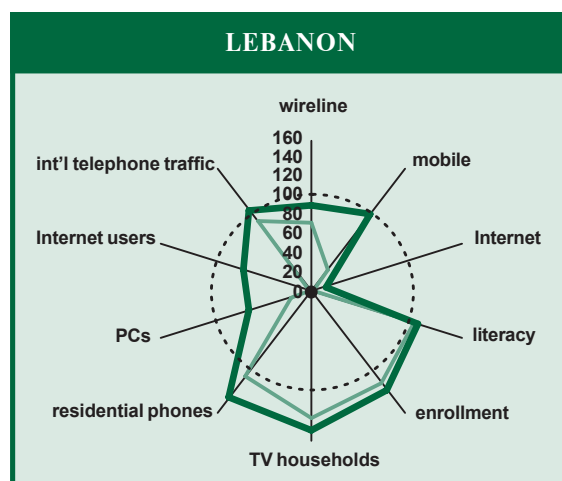 LEBANON
wireline
160
140
120
100
80
60
40
20
0
int'l telephone traffic
mobile
Internet users
Internet
PCs
literacy
residential phones
enrollment
TV households